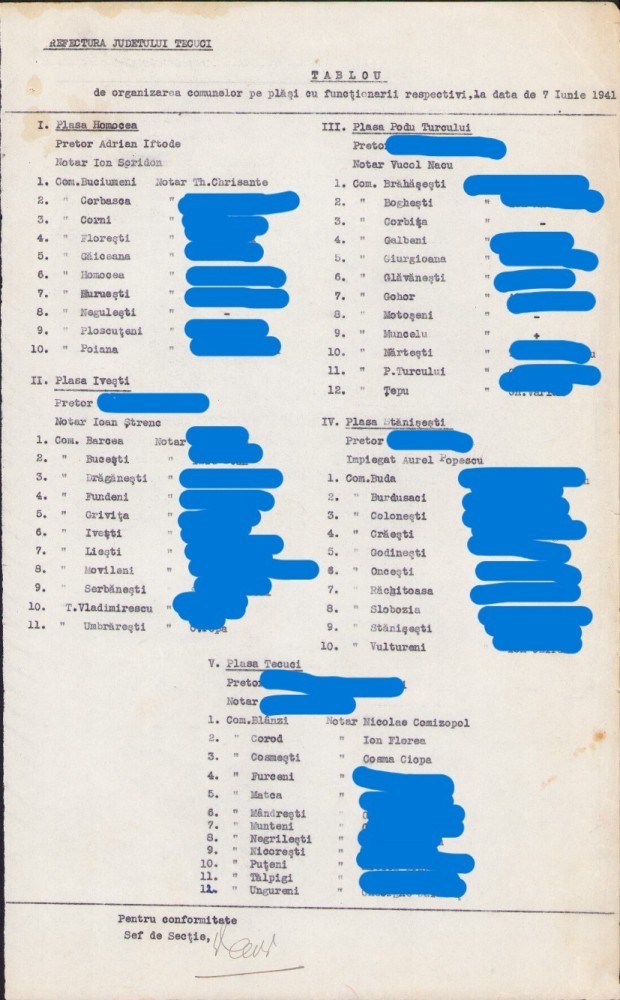 REFECTURA JUDETULUI TECUCI
TABLOU
de organizarea comunelor pe plăşi cu funcţionarii respectivi,la data de 7 Iunie 1941
I. Plasa Homocea
Pretor Adrian Iftode
Notar Ion Spridon
1. Com.Buciumeni Notar Th.Chrisante
2. " Corbasca "
3. " Corni "
4. " Floreşti "
5. " Găiceana "
6. " Homocea "
7. " Hurueşti "
8. " Neguleşti " -
9. " Ploscuţeni "
10. " Poiana "
II. Plasa Iveşti
Pretor
Notar Ioan Ştrenc
1. Com. Barcea Notar
2. " Buceşti "
3. " Drăgăneşti "
4. " Fundeni "
5. " Griviţa "
6. " Iveşti "
7. " Lieşti "
8. " Movileni "
9. " Serbăneşti "
10. " T.Vladimirescu "
11. " Umbrăreşti "
III. Plasa Podu Turcului
Pretor
Notar Vucol Nacu
1. Com. Brăhăşeşti
2. " Bogheşti "
3. " Corbiţa " -
4. " Galbeni "
5. " Giurgioana "
6. " Glăvăneşti "
7. " Gohor "
8. " Motoşeni " -
9. " Muncelu " +
10. " Nărteşti "
11. " P.Turcului "
12. " Ţepu "
IV. Plasa Stănişeşti
Pretor
Impiegat Aurel Popescu
1. Com.Buda
2. " Burdusaci
3. " Coloneşti
4. " Crăeşti
5. " Godineşti
6. " Onceşti
7. " Răchitoasa
8. " Slobozia
9. " Stănişeşti
10. " Vultureni
V. Plasa Tecuci
Pretor
Notar
1. Com.Blânzi Notar Nicolae Comizopol
2. " Corod " Ion Florea
3. " Cosmeşti " Cosma Ciopa
4. " Furceni "
5. " Matca "
6. " Mândreşti "
7. " Munteni "
8. " Negrileşti "
9. " Nicoreşti "
10. " Puţeni "
11. " Tălpigi "
12. " Ungureni "
Pentru conformitate
Sef de Secţie,